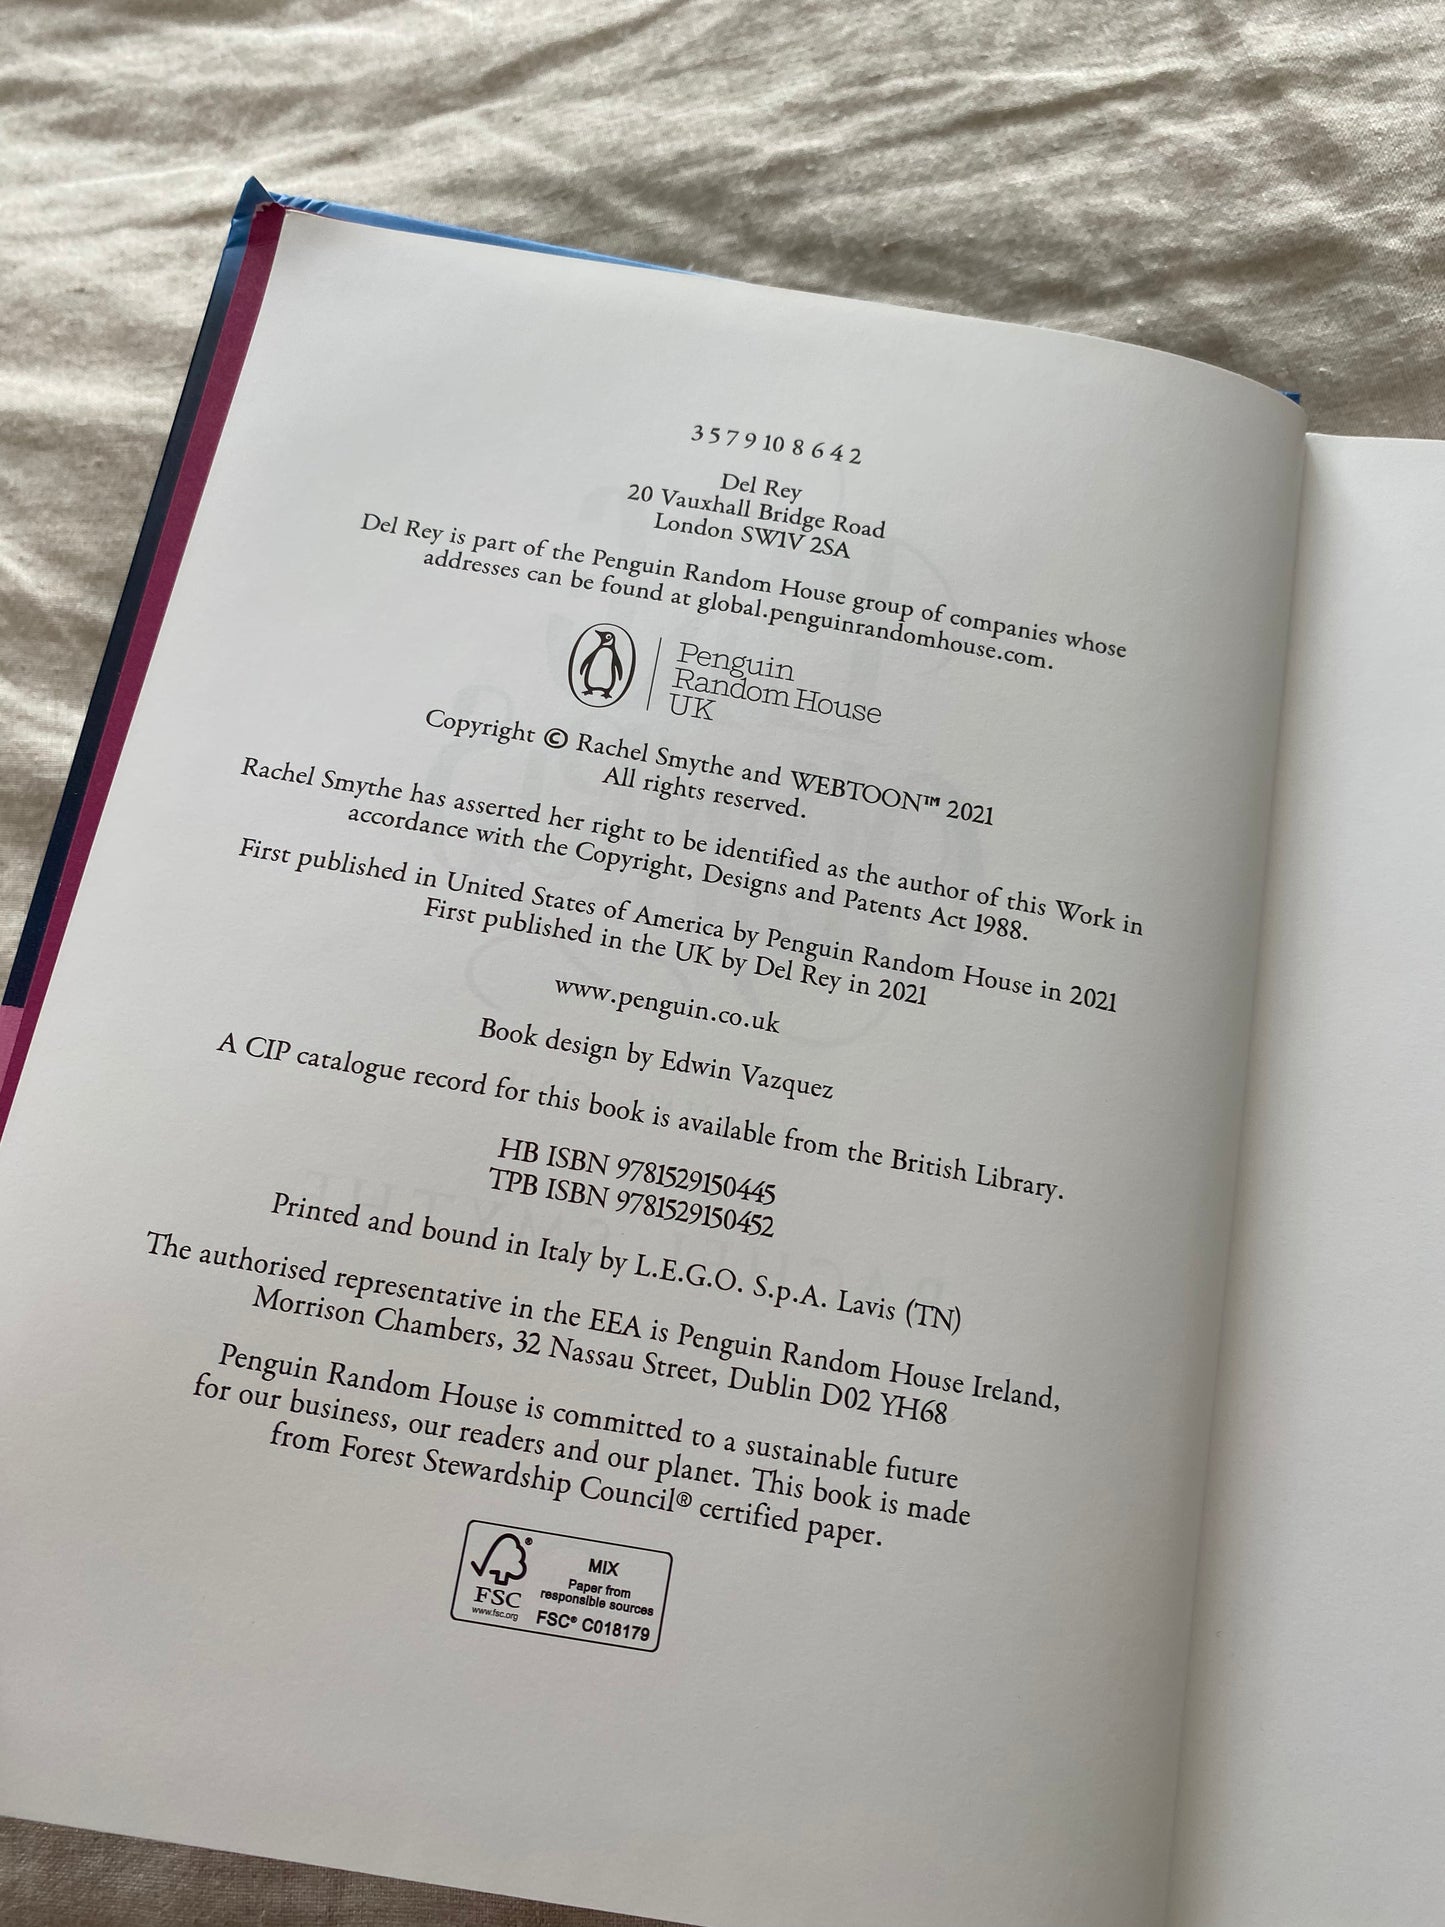 3 5 7 9 10 8 6 4 2
Del Rey
20 Vauxhall Bridge Road
London SW1V 2SA
Del Rey is part of the Penguin Random House group of companies whose
addresses can be found at global.penguinrandomhouse.com.
Penguin
Random House
UK
Copyright © Rachel Smythe and WEBTOON™ 2021
All rights reserved.
Rachel Smythe has asserted her right to be identified as the author of this Work in
accordance with the Copyright, Designs and Patents Act 1988.
First published in United States of America by Penguin Random House in 2021
First published in the UK by Del Rey in 2021
www.penguin.co.uk
Book design by Edwin Vazquez
A CIP catalogue record for this book is available from the British Library.
HB ISBN 9781529150445
TPB ISBN 9781529150452
Printed and bound in Italy by L.E.G.O. S.p.A. Lavis (TN)
The authorised representative in the EEA is Penguin Random House Ireland,
Morrison Chambers, 32 Nassau Street, Dublin D02 YH68
Penguin Random House is committed to a sustainable future
for our business, our readers and our planet. This book is made
from Forest Stewardship Council® certified paper.
®
FSC
www.fsc.org
MIX
Paper from
responsible sources
FSC® C018179